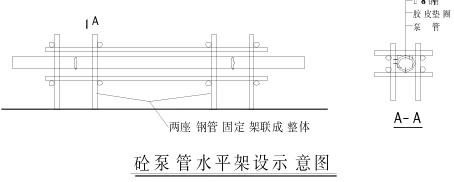 A
两座 钢管 固定 架联成 整体
砼泵管水平架设示意图
胶 皮垫 圈
泵 管
A-A